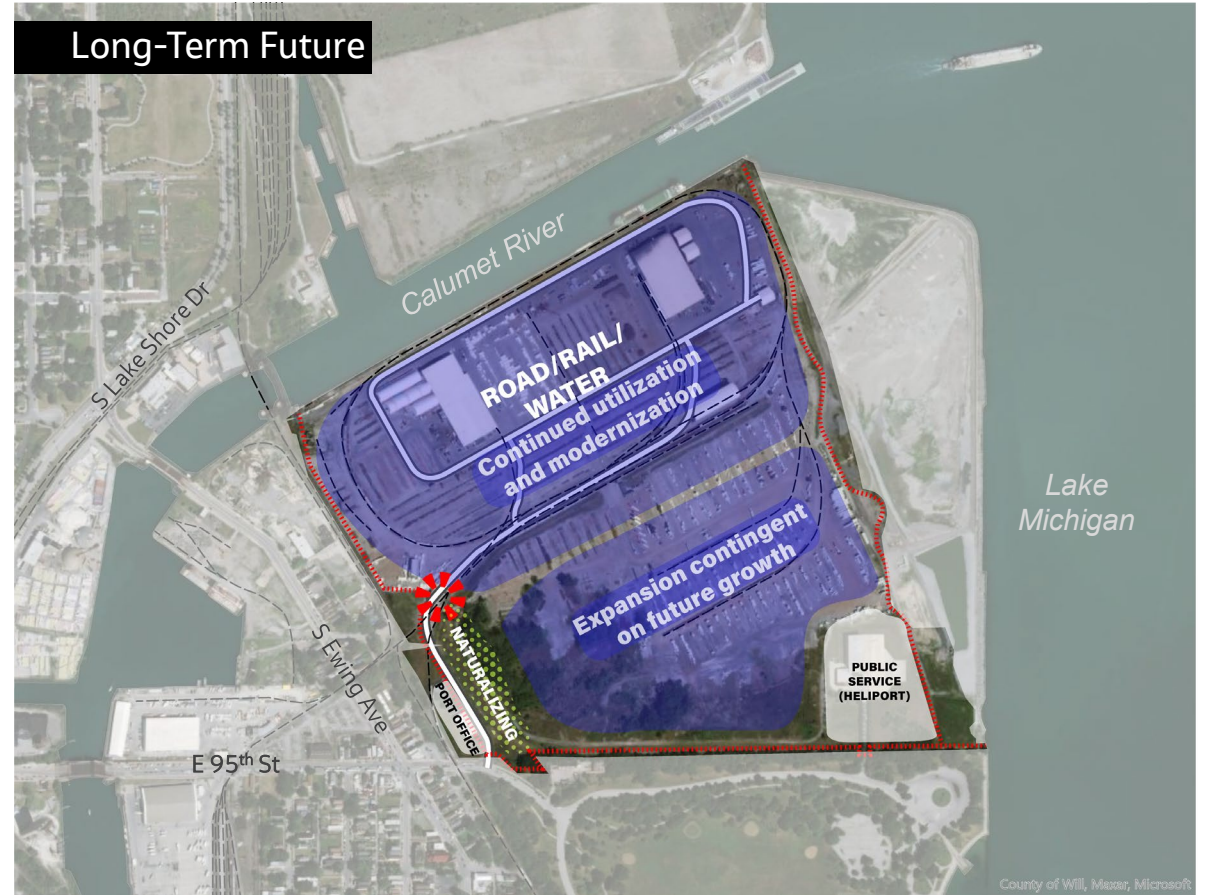 Long-Term Future
Calumet River
S Lake Shore Dr
ROAD/RAIL/
WATER
Continued utilization
and modernization
Lake
Michigan
Expansion contingent
on future growth
NATURALIZING
PORT OFFICE
PUBLIC
SERVICE
(HELIPORT)
S Ewing Ave
E 95th St
County of Will, Maxar, Microsoft